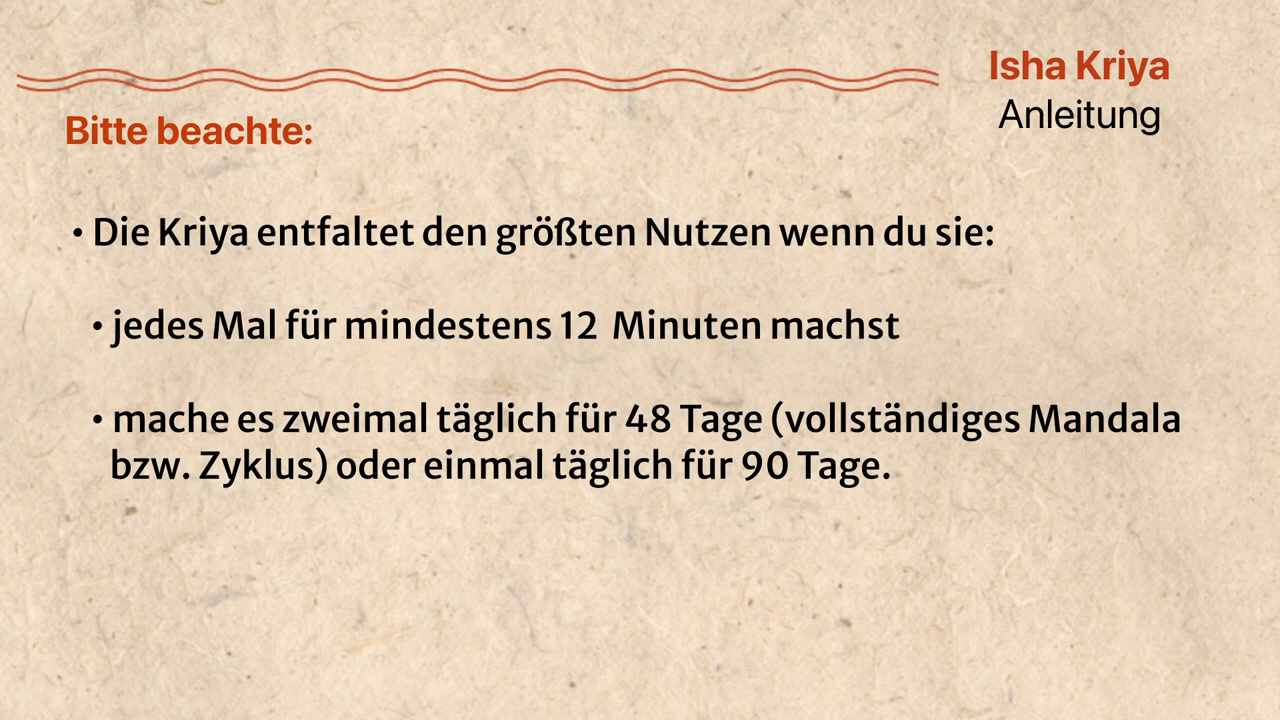 Isha Kriya
Anleitung
Bitte beachte:
• Die Kriya entfaltet den größten Nutzen wenn du sie:
• jedes Mal für mindestens 12  Minuten machst
• mache es zweimal täglich für 48 Tage (vollständiges Mandala
bzw. Zyklus) oder einmal täglich für 90 Tage.